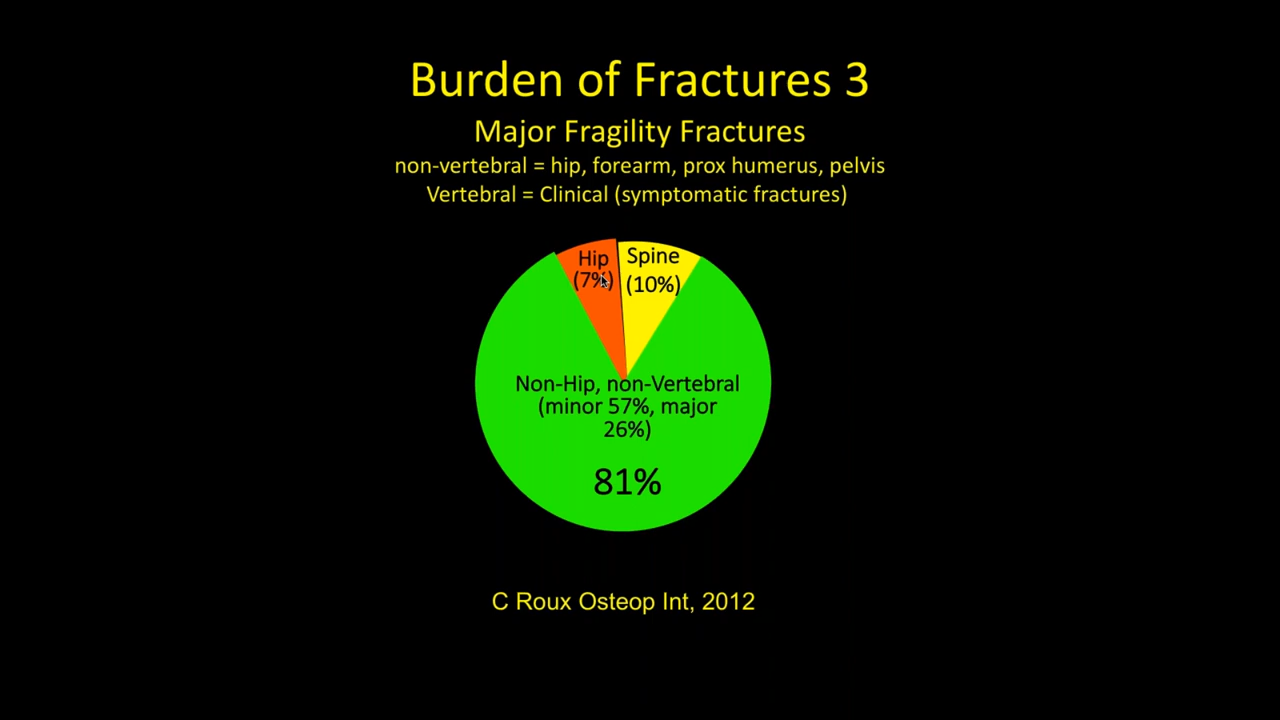 Burden of Fractures 3
Major Fragility Fractures
non-vertebral = hip, forearm, prox humerus, pelvis
Vertebral = Clinical (symptomatic fractures)
Hip
(7%)
Spine
(10%)
Non-Hip, non-Vertebral
(minor 57%, major
26%)
81%
C Roux Osteop Int, 2012